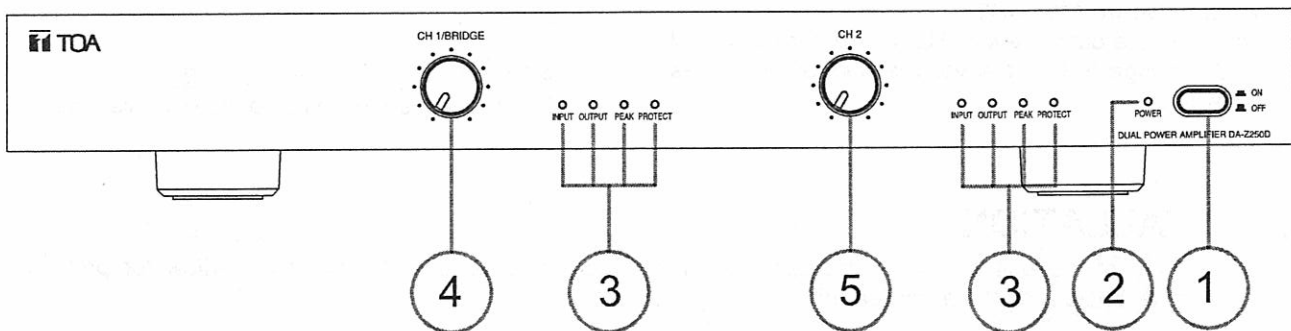 TOA
CH 1/BRIDGE
CH 2
INPUT OUTPUT PEAK PROTECT
INPUT OUTPUT PEAK PROTECT
POWER
ON
OFF
DUAL POWER AMPLIFIER DA-Z250D
4 3 5 3 2 1